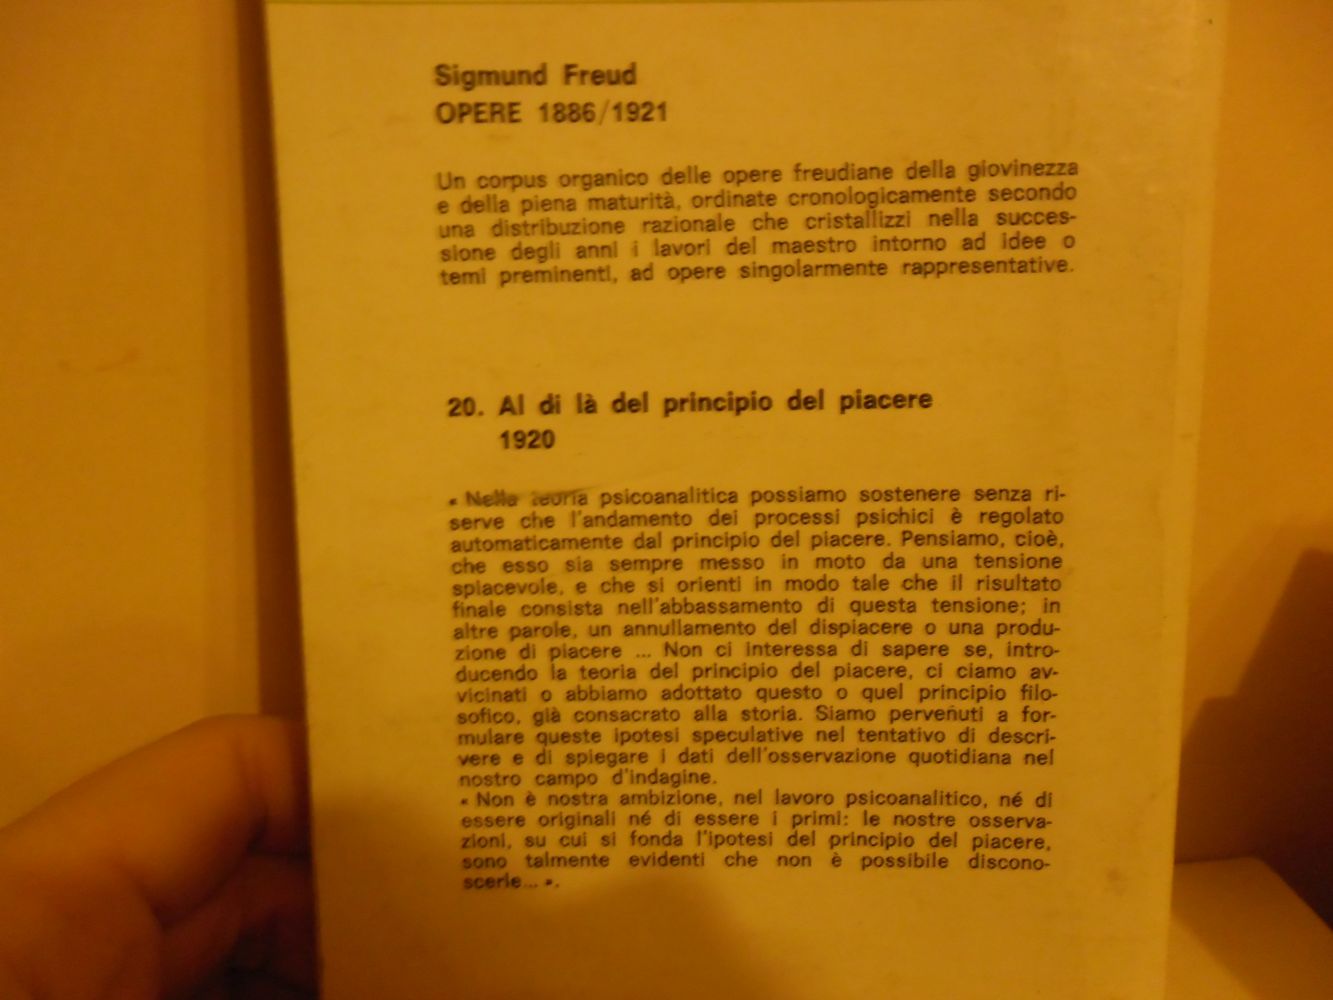 Sigmund Freud
OPERE 1886/1921
Un corpus organico delle opere freudiane della giovinezza
e della piena maturità, ordinate cronologicamente secondo
una distribuzione razionale che cristallizzi nella succes-
sione degli anni i lavori del maestro intorno ad idee o
temi preminenti, ad opere singolarmente rappresentative.
20. Al di là del principio del piacere
1920
« Nella teoria psicoanalitica possiamo sostenere senza ri-
serve che l'andamento dei processi psichici è regolato
automaticamente dal principio del piacere. Pensiamo, cioè,
che esso sia sempre messo in moto da una tensione
spiacevole, e che si orienti in modo tale che il risultato
finale consista nell'abbassamento di questa tensione; in
altre parole, un annullamento del dispiacere o una produ-
zione di piacere ... Non ci interessa di sapere se, intro-
ducendo la teoria del principio del piacere, ci ciamo av-
vicinati o abbiamo adottato questo o quel principio filo-
sofico, già consacrato alla storia. Siamo pervenuti a for-
mulare queste ipotesi speculative nel tentativo di descri-
vere e di spiegare i dati dell'osservazione quotidiana nel
nostro campo d'indagine.
« Non è nostra ambizione, nel lavoro psicoanalitico, né di
essere originali né di essere i primi: le nostre osserva-
zioni, su cui si fonda l'ipotesi del principio del piacere,
sono talmente evidenti che non è possibile discono-
scerle... ».